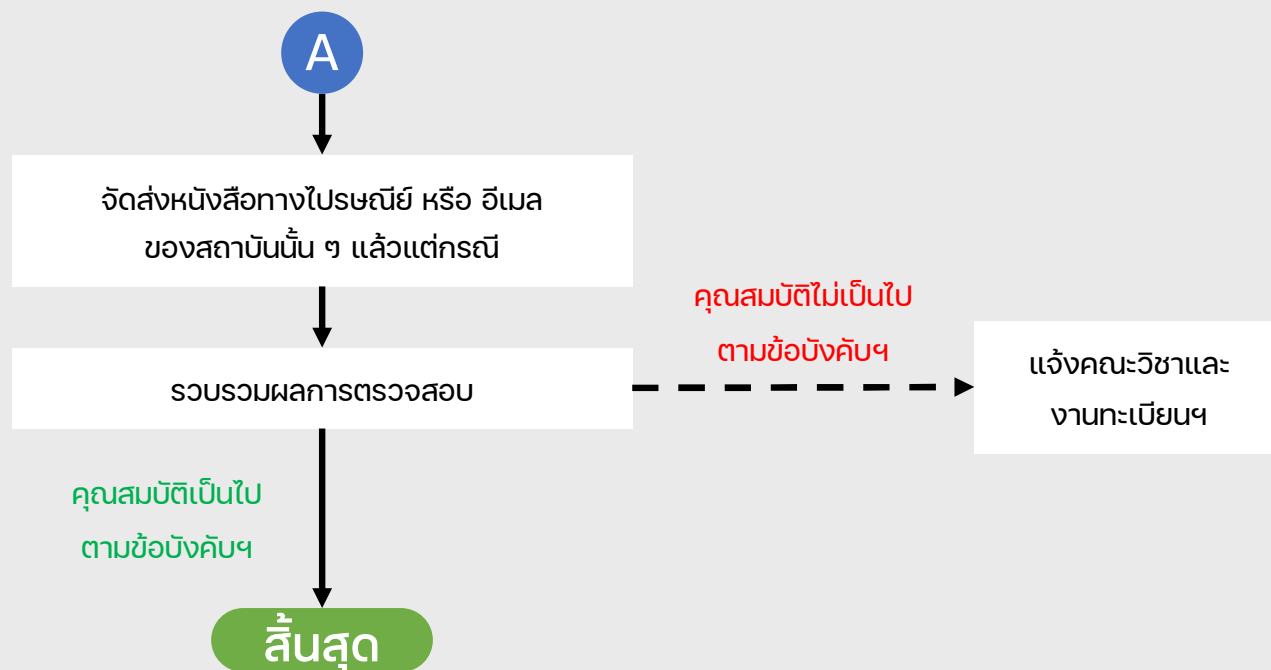 A
จัดส่งหนังสือทางไปรษณีย์ หรือ อีเมล
ของสถาบันนั้น ๆ แล้วแต่กรณี
คุณสมบัติไม่เป็นไป
ตามข้อบังคับฯ
แจ้งคณะวิชาและ
งานทะเบียนฯ
รวบรวมผลการตรวจสอบ
คุณสมบัติเป็นไป
ตามข้อบังคับฯ
สิ้นสุด